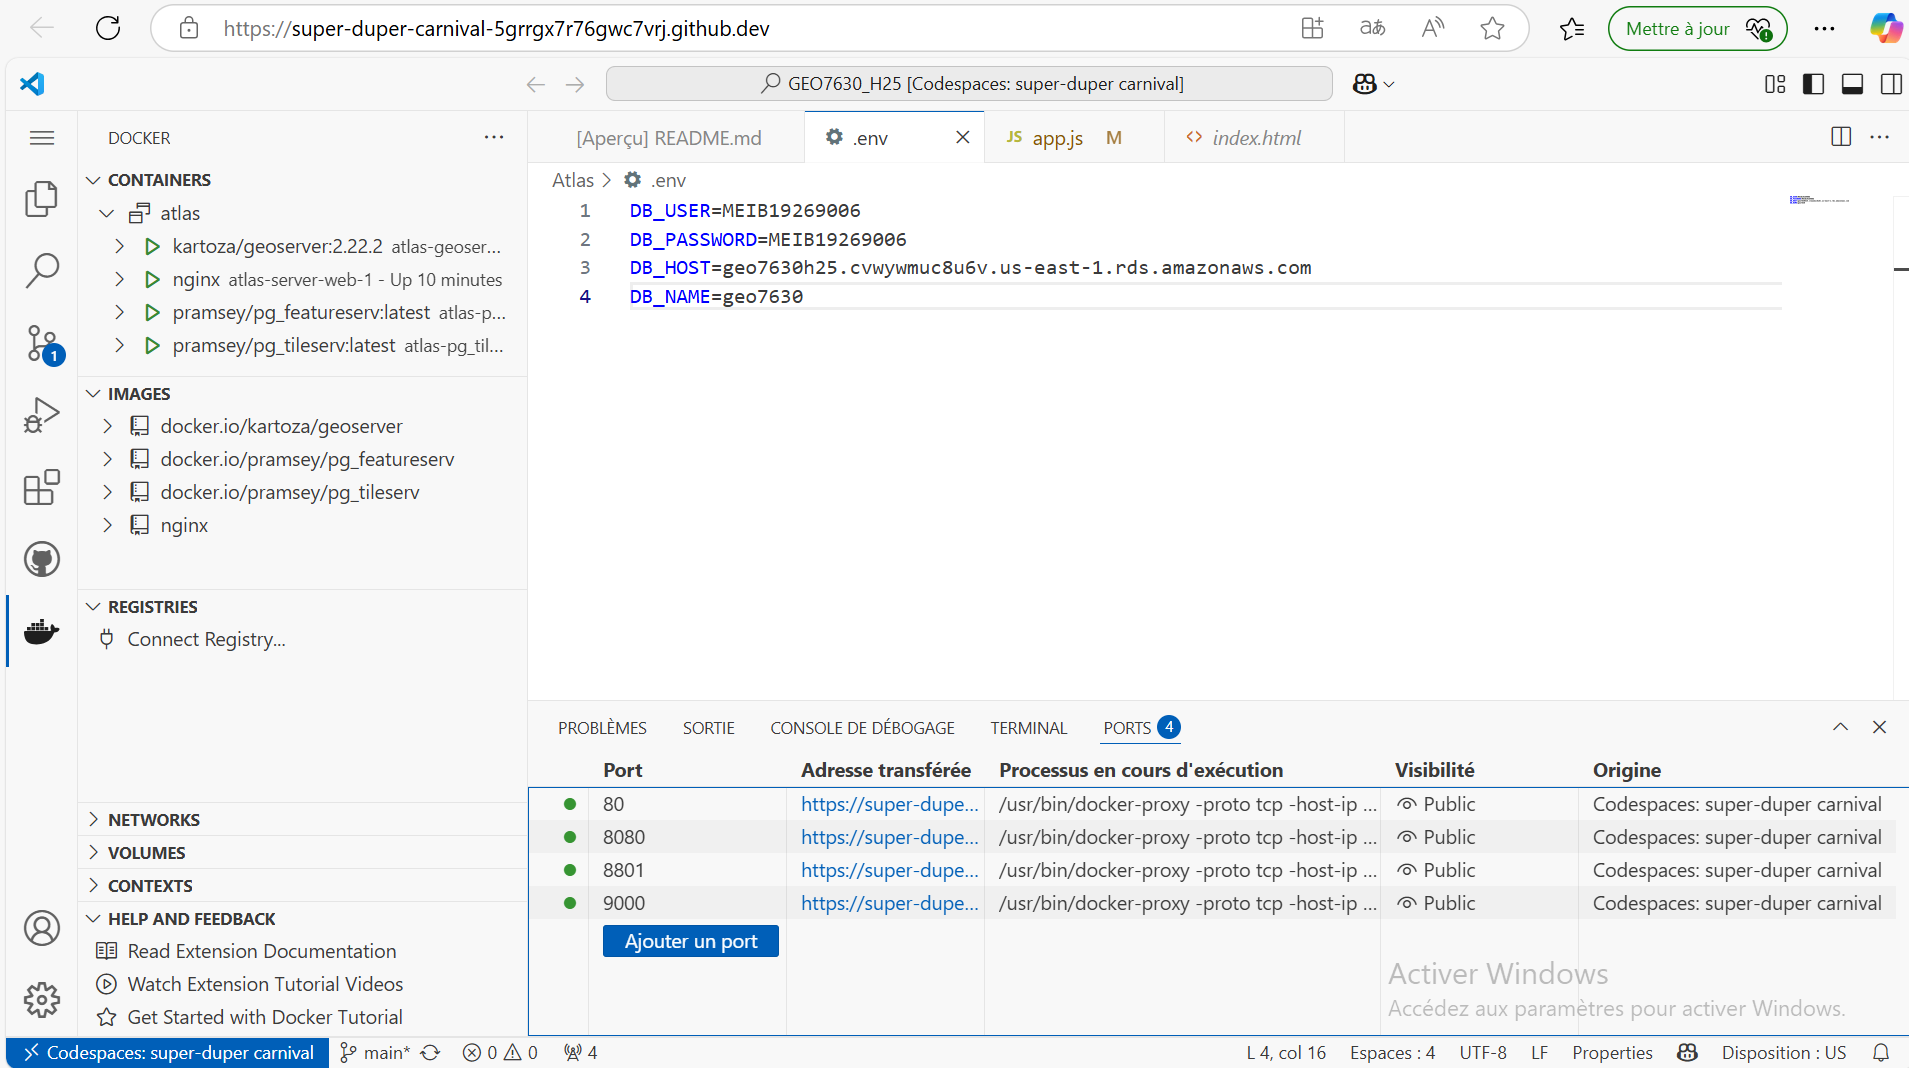 https://super-duper-carnival-5grrgx7r76gwc7vrj.github.dev
aあ
A
Mettre à jour
GEO7630_H25 [Codespaces: super-duper carnival]
DOCKER
[Aperçu] README.md
.env
JS app.js M
index.html
CONTAINERS
atlas
kartoza/geoserver:2.22.2 atlas-geoser...
nginx atlas-server-web-1 - Up 10 minutes
pramsey/pg_featureserv:latest atlas-p...
pramsey/pg_tileserv:latest atlas-pg_til...
IMAGES
docker.io/kartoza/geoserver
docker.io/pramsey/pg_featureserv
docker.io/pramsey/pg_tileserv
nginx
REGISTRIES
Connect Registry...
NETWORKS
VOLUMES
CONTEXTS
HELP AND FEEDBACK
Read Extension Documentation
Watch Extension Tutorial Videos
Get Started with Docker Tutorial
1
Atlas > .env
1 DB_USER=MEIB19269006
2 DB_PASSWORD=MEIB19269006
3 DB_HOST=geo7630h25.cvwywmuc8u6v.us-east-1.rds.amazonaws.com
4 DB_NAME=geo7630
PROBLÈMES SORTIE CONSOLE DE DÉBOGAGE TERMINAL PORTS 4
Port Adresse transférée Processus en cours d'exécution Visibilité Origine
80 https://super-dupe... /usr/bin/docker-proxy -proto tcp -host-ip ... Public Codespaces: super-duper carnival
8080 https://super-dupe... /usr/bin/docker-proxy -proto tcp -host-ip ... Public Codespaces: super-duper carnival
8801 https://super-dupe... /usr/bin/docker-proxy -proto tcp -host-ip ... Public Codespaces: super-duper carnival
9000 https://super-dupe... /usr/bin/docker-proxy -proto tcp -host-ip ... Public Codespaces: super-duper carnival
Ajouter un port
Activer Windows
Accédez aux paramètres pour activer Windows.
Codespaces: super-duper carnival main* 0 0 4 L 4, col 16 Espaces : 4 UTF-8 LF Properties Disposition : US